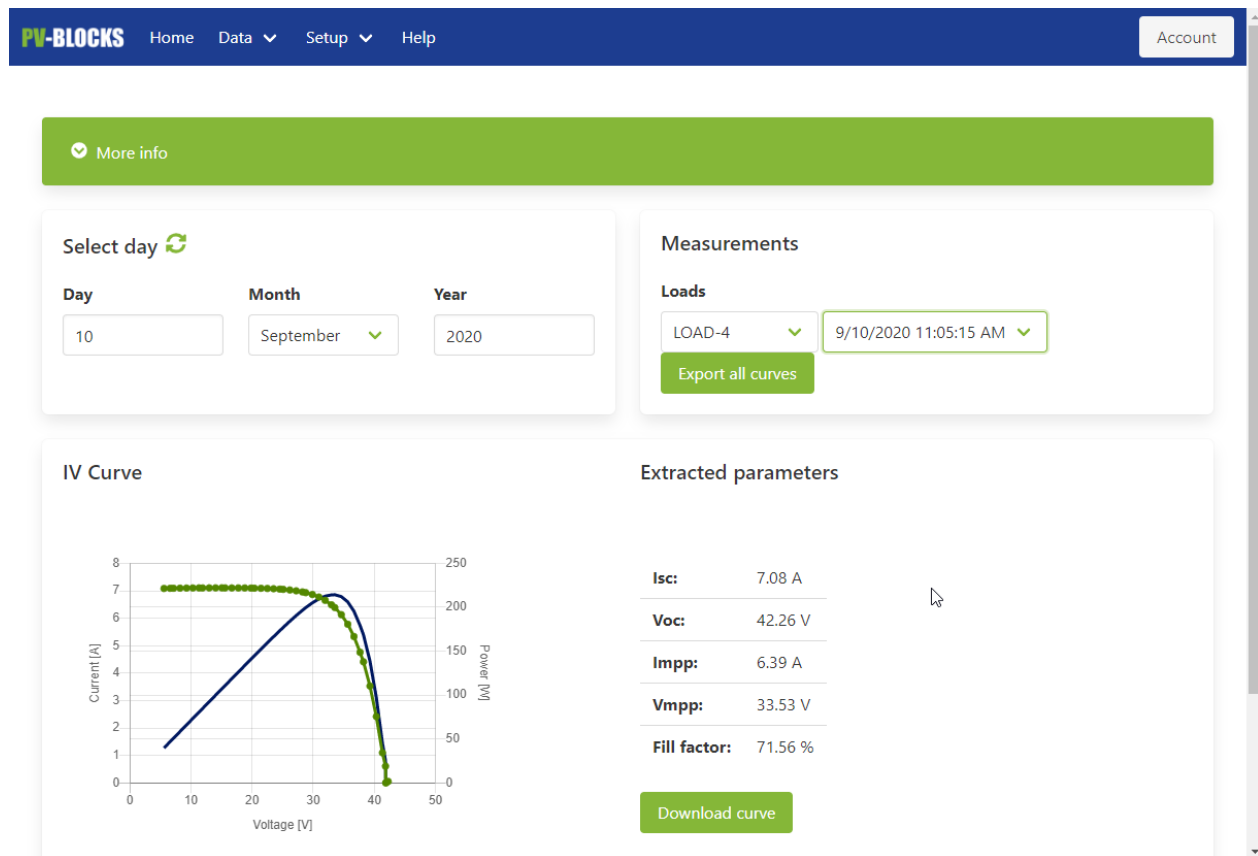 PV-BLOCKS Home Data Setup Help Account
More info
Select day
Day Month Year
10 September 2020
Measurements
Loads
LOAD-4 9/10/2020 11:05:15 AM
Export all curves
IV Curve
8
7
6
5
4
3
2
1
0
Current [A]
250
200
150
100
50
0
Power [W]
0 10 20 30 40 50
Voltage [V]
Extracted parameters
Isc: 7.08 A
Voc: 42.26 V
Impp: 6.39 A
Vmpp: 33.53 V
Fill factor: 71.56 %
Download curve